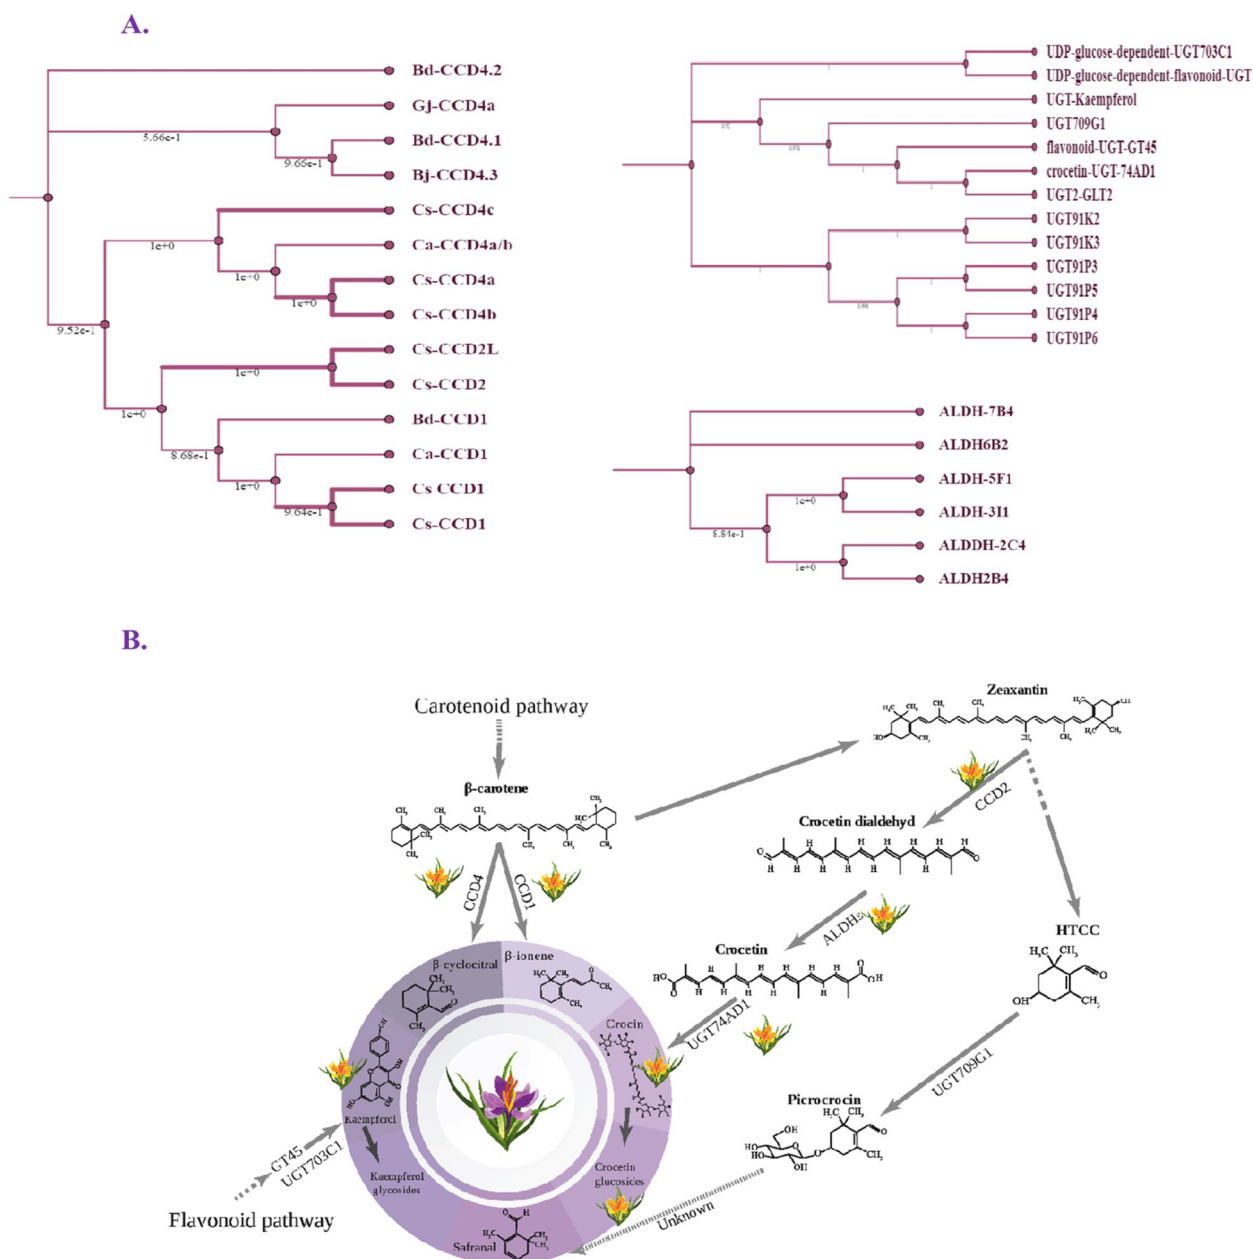 A.
Bd-CCD4.2
Gj-CCD4a
5.66e-1
Bd-CCD4.1
9.66e-1
Bj-CCD4.3
Cs-CCD4c
1e+0
Ca-CCD4a/b
1e+0
Cs-CCD4a
1e+0
Cs-CCD4b
9.52e-1
Cs-CCD2L
1e+0
Cs-CCD2
1e+0
Bd-CCD1
8.68e-1
Ca-CCD1
1e+0
Cs CCD1
9.64e-1
Cs-CCD1
UDP-glucose-dependent-UGT703C1
UDP-glucose-dependent-flavonoid-UGT
UGT-Kaempferol
UGT709G1
flavonoid-UGT-GT45
crocetin-UGT-74AD1
UGT2-GLT2
UGT91K2
UGT91K3
UGT91P3
UGT91P5
UGT91P4
UGT91P6
ALDH-7B4
ALDH6B2
ALDH-5F1
1e+0
ALDH-3I1
8.84e-1
ALDDH-2C4
1e+0
ALDH2B4
B.
Carotenoid pathway
β-carotene
Zeaxantin
CCD2
Crocetin dialdehyd
CCD4
CCD1
ALDHs
HTCC
Crocetin
UGT74AD1
β-cyclocitral
β-ionene
Crocin
UGT709G1
Picrocrocin
Kaempferol
GT45
UGT703C1
Kaempferol
glycosides
Crocetin
glucosides
Flavonoid pathway
Unknown
Safranal